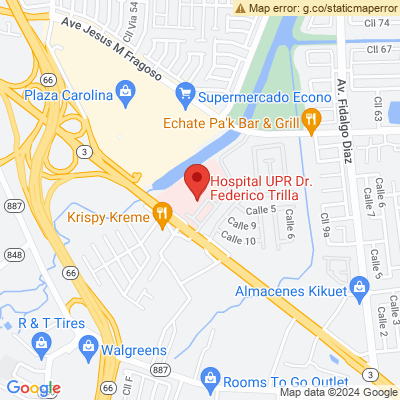 Map error: g.co/staticmaperror
Ave Jesus M Fragoso
Cll Via 54
Cll 74
Cll 67
66
Plaza Carolina
Supermercado Econo
Av. Fidalgo Diaz
Cll 63
Echate Pa'k Bar & Grill
3
Hospital UPR Dr.
Federico Trilla
887
Krispy Kreme
Calle 5
Calle 9
Calle 10
Calle 6
Cll 9a
Calle 6
Calle 7
848
66
3
Calle 5
Almacenes Kikuet
Calle 2
Calle 3
R & T Tires
Walgreens
Cll F
887
66
Rooms To Go Outlet
Google
Map data ©2024 Google